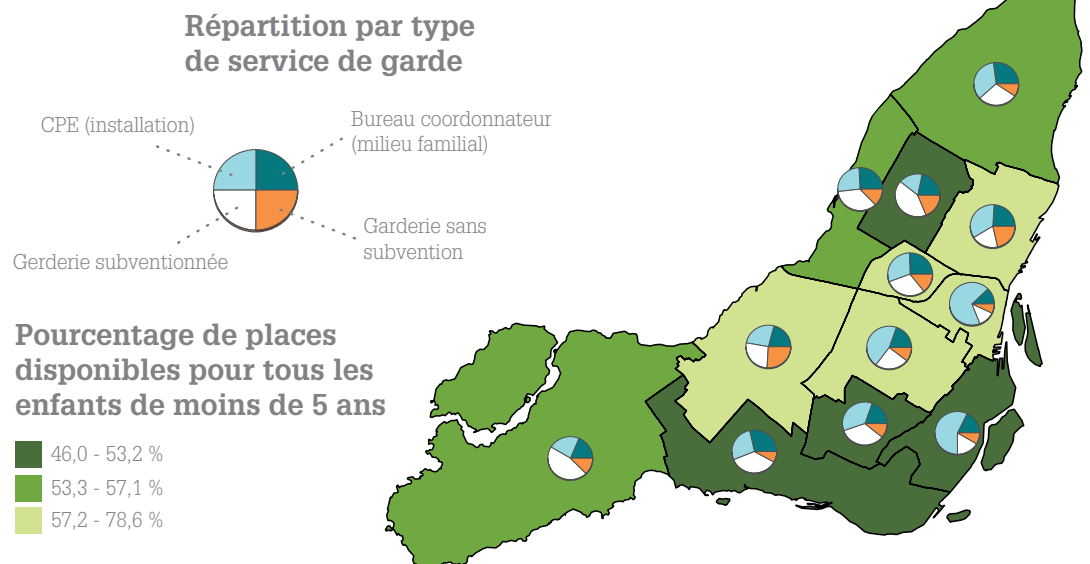 Répartition par type
de service de garde
CPE (installation)
Bureau coordonnateur
(milieu familial)
Garderie sans
subvention
Gerderie subventionnée
Pourcentage de places
disponibles pour tous les
enfants de moins de 5 ans
46,0 - 53,2 %
53,3 - 57,1 %
57,2 - 78,6 %